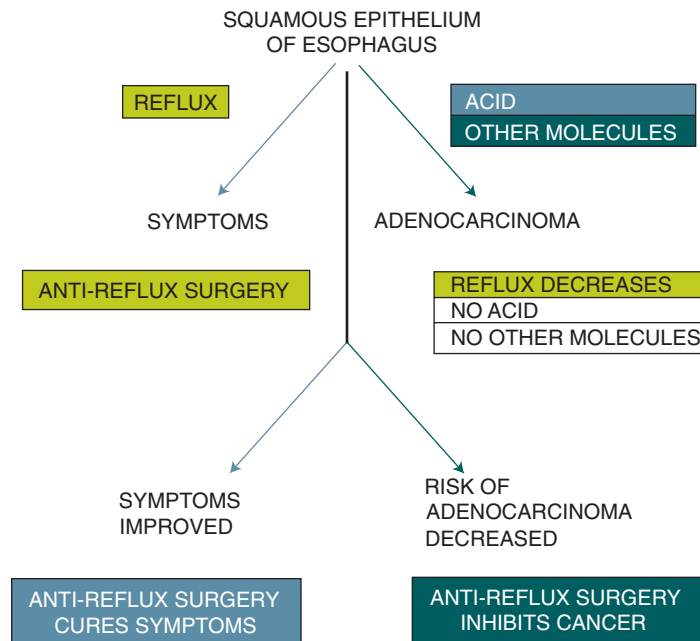 SQUAMOUS EPITHELIUM
OF ESOPHAGUS
REFLUX
ACID
OTHER MOLECULES
SYMPTOMS
ADENOCARCINOMA
ANTI-REFLUX SURGERY
REFLUX DECREASES
NO ACID
NO OTHER MOLECULES
SYMPTOMS
IMPROVED
RISK OF
ADENOCARCINOMA
DECREASED
ANTI-REFLUX SURGERY
CURES SYMPTOMS
ANTI-REFLUX SURGERY
INHIBITS CANCER